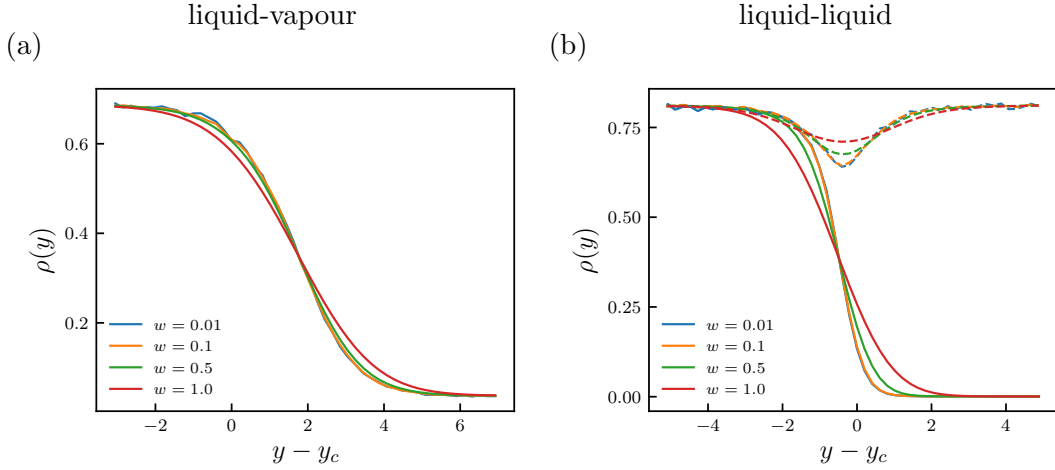 liquid-vapour
(a)
ρ(y)
0.6
0.4
0.2
w = 0.01
w = 0.1
w = 0.5
w = 1.0
−2 0 2 4 6
y − y_c
liquid-liquid
(b)
ρ(y)
0.75
0.50
0.25
0.00
w = 0.01
w = 0.1
w = 0.5
w = 1.0
−4 −2 0 2 4
y − y_c